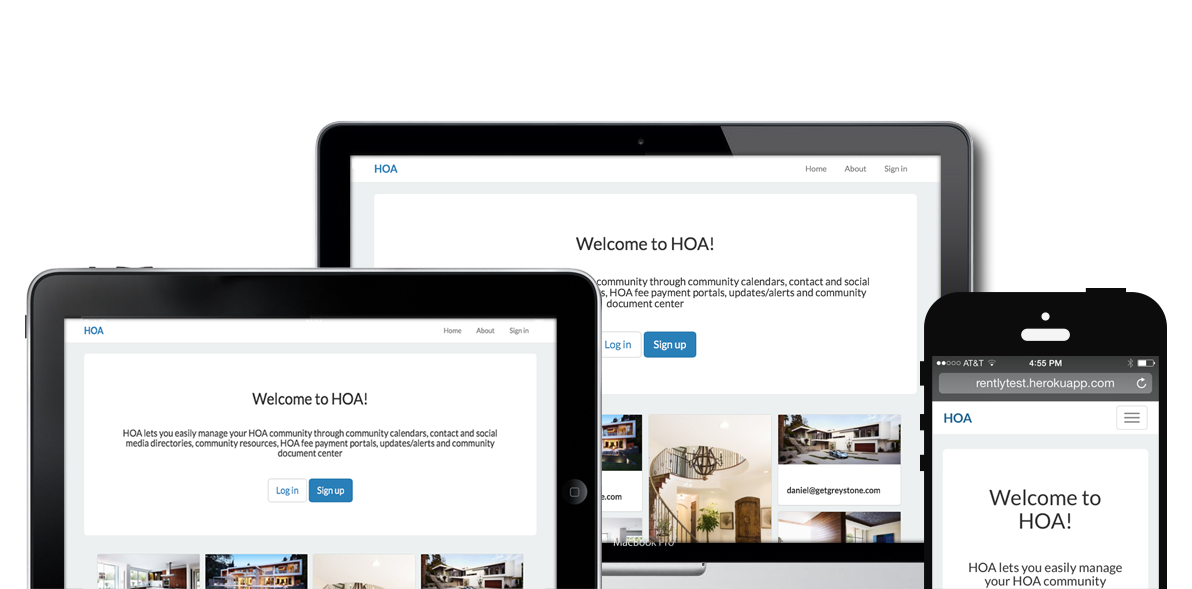 HOA
Home About Sign in
Welcome to HOA!
community through community calendars, contact and social
s, HOA fee payment portals, updates/alerts and community
document center
Log in Sign up
e.com
daniel@getgreystone.com
MacBook Pro
HOA
Home About Sign in
Welcome to HOA!
HOA lets you easily manage your HOA community through community calendars, contact and social
media directories, community resources, HOA fee payment portals, updates/alerts and community
document center
Log in Sign up
AT&T 4:55 PM
rentlytest.herokuapp.com
HOA
Welcome to
HOA!
HOA lets you easily manage
your HOA community